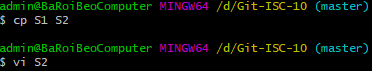 admin@BaRoiBeoComputer MINGW64 /d/Git-ISC-10 (master)
$ cp S1 S2
admin@BaRoiBeoComputer MINGW64 /d/Git-ISC-10 (master)
$ vi S2